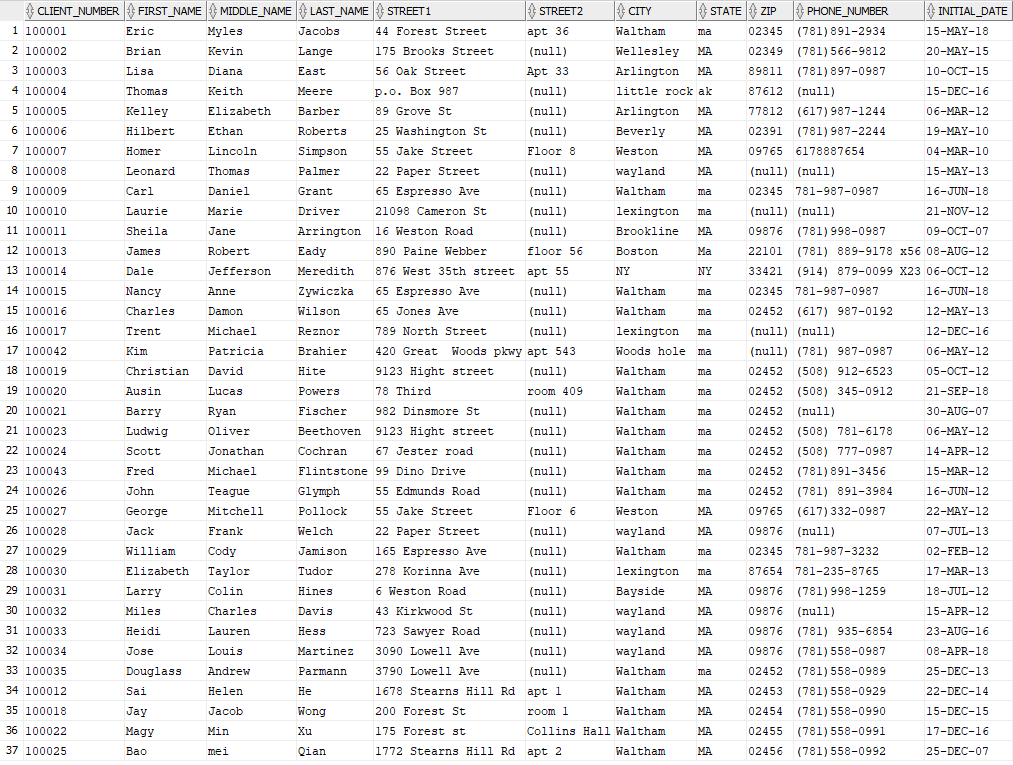 CLIENT_NUMBER FIRST_NAME MIDDLE_NAME LAST_NAME STREET1 STREET2 CITY STATE ZIP PHONE_NUMBER INITIAL_DATE
1 100001 Eric Myles Jacobs 44 Forest Street apt 36 Waltham ma 02345 (781)891-2934 15-MAY-18
2 100002 Brian Kevin Lange 175 Brooks Street (null) Wellesley MA 02349 (781)566-9812 20-MAY-15
3 100003 Lisa Diana East 56 Oak Street Apt 33 Arlington MA 89811 (781)897-0987 10-OCT-15
4 100004 Thomas Keith Meere p.o. Box 987 (null) little rock ak 87612 (null) 15-DEC-16
5 100005 Kelley Elizabeth Barber 89 Grove St (null) Arlington MA 77812 (617)987-1244 06-MAR-12
6 100006 Hilbert Ethan Roberts 25 Washington St (null) Beverly MA 02391 (781)987-2244 19-MAY-10
7 100007 Homer Lincoln Simpson 55 Jake Street Floor 8 Weston MA 09765 6178887654 04-MAR-10
8 100008 Leonard Thomas Palmer 22 Paper Street (null) wayland MA (null) (null) 15-MAY-13
9 100009 Carl Daniel Grant 65 Espresso Ave (null) Waltham ma 02345 781-987-0987 16-JUN-18
10 100010 Laurie Marie Driver 21098 Cameron St (null) lexington ma (null) (null) 21-NOV-12
11 100011 Sheila Jane Arrington 16 Weston Road (null) Brookline MA 09876 (781)998-0987 09-OCT-07
12 100013 James Robert Eady 890 Paine Webber floor 56 Boston Ma 22101 (781) 889-9178 x56 08-AUG-12
13 100014 Dale Jefferson Meredith 876 West 35th street apt 55 NY NY 33421 (914) 879-0099 X23 06-OCT-12
14 100015 Nancy Anne Zywiczka 65 Espresso Ave (null) Waltham ma 02345 781-987-0987 16-JUN-18
15 100016 Charles Damon Wilson 65 Jones Ave (null) Waltham ma 02452 (617) 987-0192 12-MAY-13
16 100017 Trent Michael Reznor 789 North Street (null) lexington ma (null) (null) 12-DEC-16
17 100042 Kim Patricia Brahier 420 Great  Woods pkwy apt 543 Woods hole ma (null) (781) 987-0987 06-MAY-12
18 100019 Christian David Hite 9123 Hight street (null) Waltham ma 02452 (508) 912-6523 05-OCT-12
19 100020 Ausin Lucas Powers 78 Third room 409 Waltham ma 02452 (508) 345-0912 21-SEP-18
20 100021 Barry Ryan Fischer 982 Dinsmore St (null) Waltham ma 02452 (null) 30-AUG-07
21 100023 Ludwig Oliver Beethoven 9123 Hight street (null) Waltham ma 02452 (508) 781-6178 06-MAY-12
22 100024 Scott Jonathan Cochran 67 Jester road (null) Waltham ma 02452 (508) 777-0987 14-APR-12
23 100043 Fred Michael Flintstone 99 Dino Drive (null) Waltham ma 02452 (781)891-3456 15-MAR-12
24 100026 John Teague Glymph 55 Edmunds Road (null) Waltham ma 02452 (781) 891-3984 16-JUN-12
25 100027 George Mitchell Pollock 55 Jake Street Floor 6 Weston MA 09765 (617)332-0987 22-MAY-12
26 100028 Jack Frank Welch 22 Paper Street (null) wayland MA 09876 (null) 07-JUL-13
27 100029 William Cody Jamison 165 Espresso Ave (null) Waltham ma 02345 781-987-3232 02-FEB-12
28 100030 Elizabeth Taylor Tudor 278 Korinna Ave (null) lexington ma 87654 781-235-8765 17-MAR-13
29 100031 Larry Colin Hines 6 Weston Road (null) Bayside MA 09876 (781)998-1259 18-JUL-12
30 100032 Miles Charles Davis 43 Kirkwood St (null) wayland MA 09876 (null) 15-APR-12
31 100033 Heidi Lauren Hess 723 Sawyer Road (null) wayland MA 09876 (781) 935-6854 23-AUG-16
32 100034 Jose Louis Martinez 3090 Lowell Ave (null) wayland MA 09876 (781)558-0987 08-APR-18
33 100035 Douglass Andrew Parmann 3790 Lowell Ave (null) Waltham ma 02452 (781)558-0989 25-DEC-13
34 100012 Sai Helen He 1678 Stearns Hill Rd apt 1 Waltham MA 02453 (781)558-0929 22-DEC-14
35 100018 Jay Jacob Wong 200 Forest St room 1 Waltham MA 02454 (781)558-0990 15-DEC-15
36 100022 Magy Min Xu 175 Forest st Collins Hall Waltham MA 02455 (781)558-0991 17-DEC-16
37 100025 Bao mei Qian 1772 Stearns Hill Rd apt 2 Waltham MA 02456 (781)558-0992 25-DEC-07